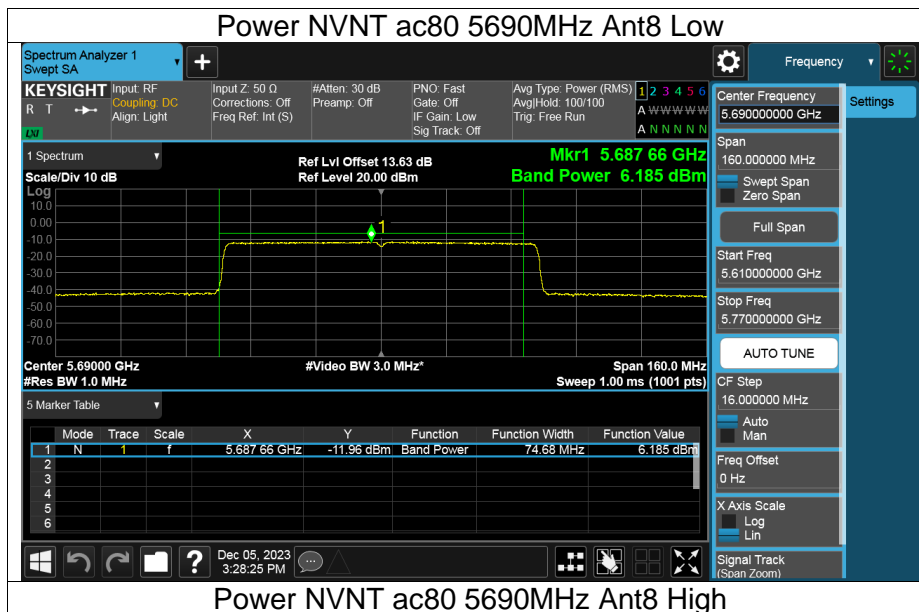 Power NVNT ac80 5690MHz Ant8 Low
Spectrum Analyzer 1
Swept SA
+
Frequency
KEYSIGHT
R T
LXI
Input: RF
Coupling: DC
Align: Light
Input Z: 50 Ω
Corrections: Off
Freq Ref: Int (S)
#Atten: 30 dB
Preamp: Off
PNO: Fast
Gate: Off
IF Gain: Low
Sig Track: Off
Avg Type: Power (RMS)
Avg|Hold: 100/100
Trig: Free Run
1 2 3 4 5 6
A W W W W W
A N N N N N
1 Spectrum
Scale/Div 10 dB
Ref Lvl Offset 13.63 dB
Ref Level 20.00 dBm
Mkr1 5.687 66 GHz
Band Power 6.185 dBm
Log
10.0
0.00
-10.0
-20.0
-30.0
-40.0
-50.0
-60.0
-70.0
1
Center 5.69000 GHz
#Res BW 1.0 MHz
#Video BW 3.0 MHz*
Span 160.0 MHz
Sweep 1.00 ms (1001 pts)
5 Marker Table
Mode Trace Scale X Y Function Function Width Function Value
1 N 1 f 5.687 66 GHz -11.96 dBm Band Power 74.68 MHz 6.185 dBm
2
3
4
5
6
?
Dec 05, 2023
3:28:25 PM
Center Frequency
5.690000000 GHz
Settings
Span
160.000000 MHz
Swept Span
Zero Span
Full Span
Start Freq
5.610000000 GHz
Stop Freq
5.770000000 GHz
AUTO TUNE
CF Step
16.000000 MHz
Auto
Man
Freq Offset
0 Hz
X Axis Scale
Log
Lin
Signal Track
(Span Zoom)
Power NVNT ac80 5690MHz Ant8 High